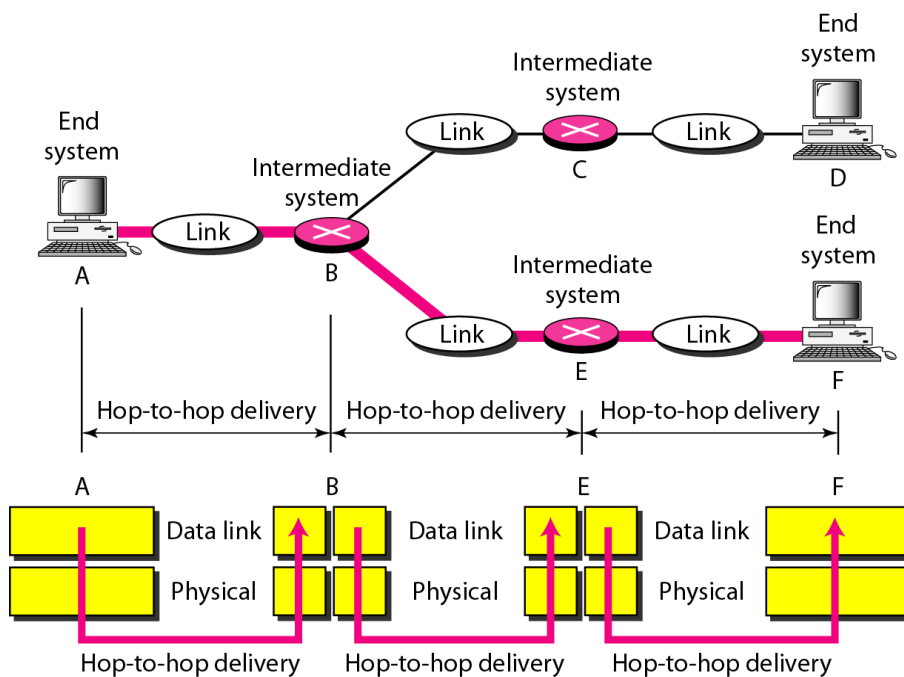 End
system
Intermediate
system
Link
C
Link
D
End
system
A
Link
Intermediate
system
B
End
system
Intermediate
system
Link
E
Link
F
Hop-to-hop delivery
Hop-to-hop delivery
Hop-to-hop delivery
A
B
E
F
Data link
Data link
Data link
Physical
Physical
Physical
Hop-to-hop delivery
Hop-to-hop delivery
Hop-to-hop delivery